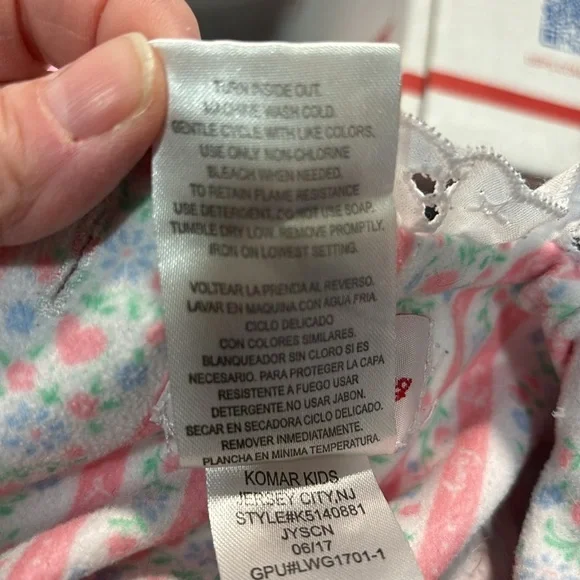 TURN INSIDE OUT.
MACHINE WASH COLD.
GENTLE CYCLE WITH LIKE COLORS.
USE ONLY NON-CHLORINE
BLEACH WHEN NEEDED.
TO RETAIN FLAME RESISTANCE
USE DETERGENT. DO NOT USE SOAP.
TUMBLE DRY LOW. REMOVE PROMPTLY.
IRON ON LOWEST SETTING.
VOLTEAR LA PRENDA AL REVERSO.
LAVAR EN MAQUINA CON AGUA FRIA.
CICLO DELICADO
CON COLORES SIMILARES.
BLANQUEADOR SIN CLORO SI ES
NECESARIO. PARA PROTEGER LA CAPA
RESISTENTE A FUEGO USAR
DETERGENTE. NO USAR JABON.
SECAR EN SECADORA CICLO DELICADO.
REMOVER INMEDIATAMENTE.
PLANCHA EN MINIMA TEMPERATURA.
KOMAR KIDS
JERSEY CITY,NJ
STYLE#K5140881
JYSCN
06/17
GPU#LWG1701-1